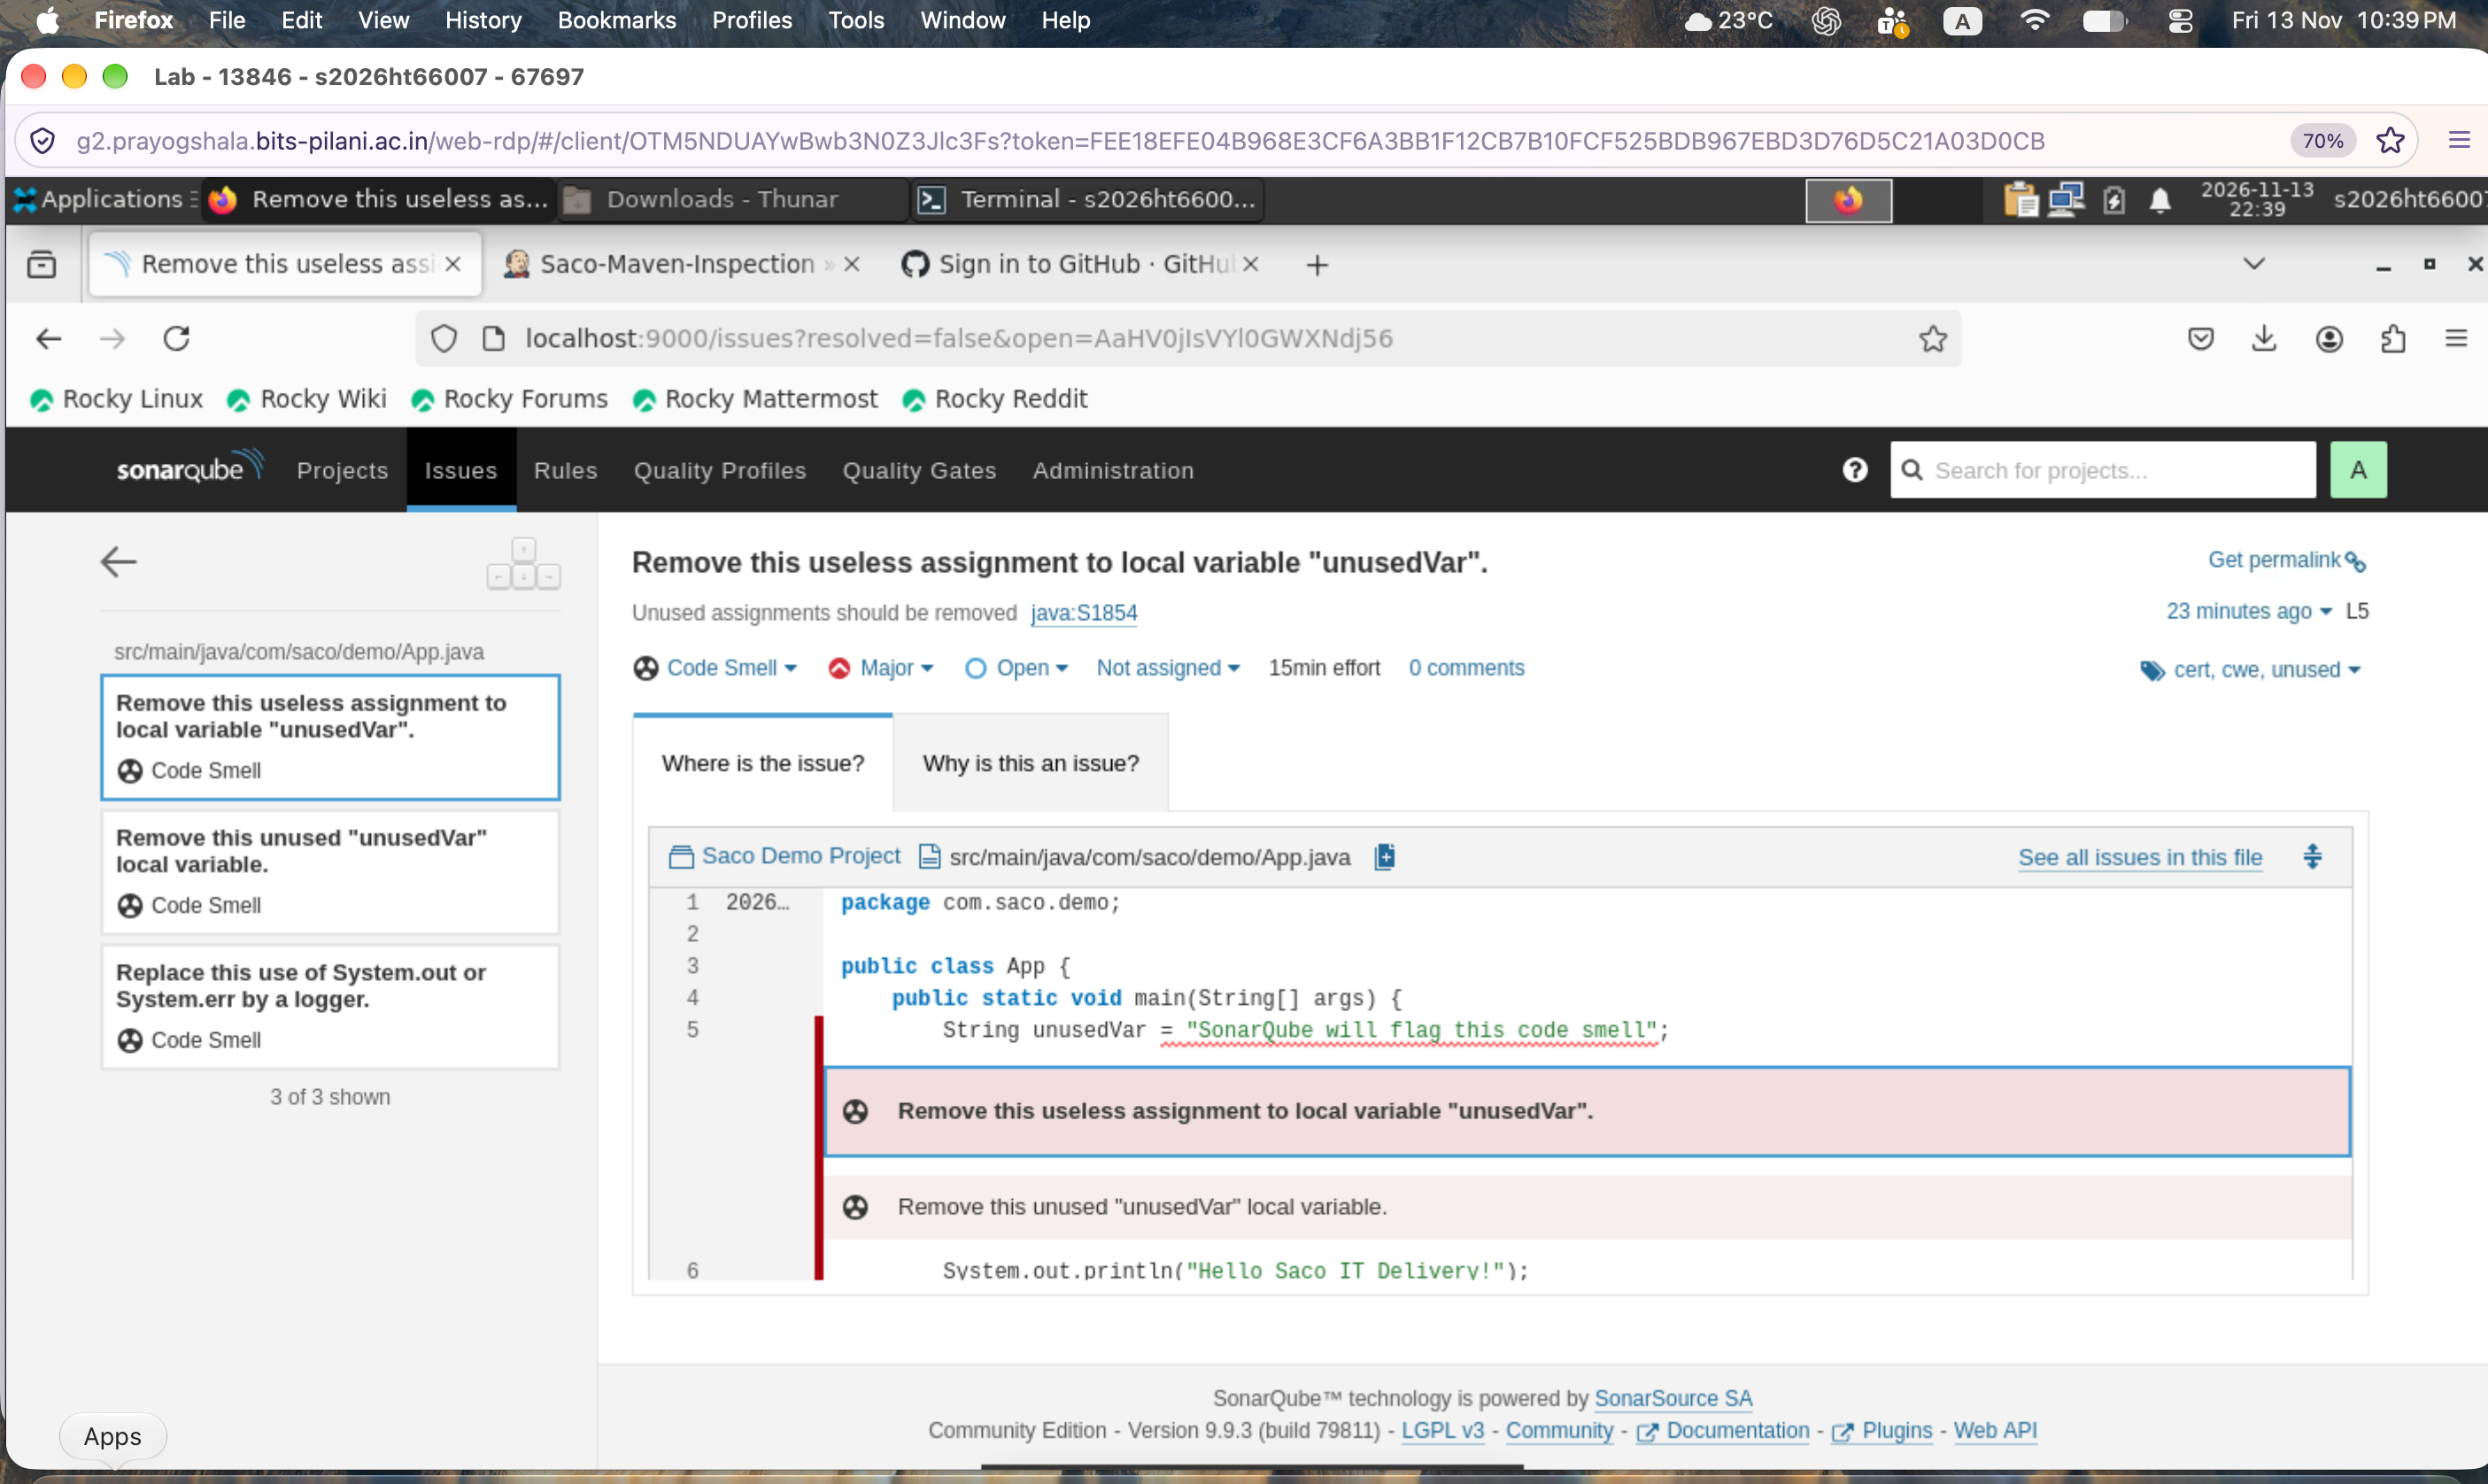 Firefox File Edit View History Bookmarks Profiles Tools Window Help 23°C A Fri 13 Nov 10:39 PM
Lab - 13846 - s2026ht66007 - 67697
g2.prayogshala.bits-pilani.ac.in/web-rdp/#/client/OTM5NDUAYwBwb3N0Z3Jlc3Fs?token=FEE18EFE04B968E3CF6A3BB1F12CB7B10FCF525BDB967EBD3D76D5C21A03D0CB 70%
Applications Remove this useless as... Downloads - Thunar Terminal - s2026ht6600... 2026-11-13 22:39 s2026ht66007
Remove this useless assi Saco-Maven-Inspection » Sign in to GitHub · GitHub
localhost:9000/issues?resolved=false&open=AaHV0jIsVYl0GWXNdj56
Rocky Linux Rocky Wiki Rocky Forums Rocky Mattermost Rocky Reddit
sonarqube Projects Issues Rules Quality Profiles Quality Gates Administration ? Search for projects... A
src/main/java/com/saco/demo/App.java
Remove this useless assignment to
local variable "unusedVar".
Code Smell
Remove this unused "unusedVar"
local variable.
Code Smell
Replace this use of System.out or
System.err by a logger.
Code Smell
3 of 3 shown
Remove this useless assignment to local variable "unusedVar". Get permalink
Unused assignments should be removed java:S1854 23 minutes ago L5
Code Smell Major Open Not assigned 15min effort 0 comments cert, cwe, unused
Where is the issue? Why is this an issue?
Saco Demo Project src/main/java/com/saco/demo/App.java See all issues in this file
1 2026... package com.saco.demo;
2
3 public class App {
4 public static void main(String[] args) {
5 String unusedVar = "SonarQube will flag this code smell";
Remove this useless assignment to local variable "unusedVar".
Remove this unused "unusedVar" local variable.
6 System.out.println("Hello Saco IT Delivery!");
SonarQube™ technology is powered by SonarSource SA
Community Edition - Version 9.9.3 (build 79811) - LGPL v3 - Community - Documentation - Plugins - Web API
Apps